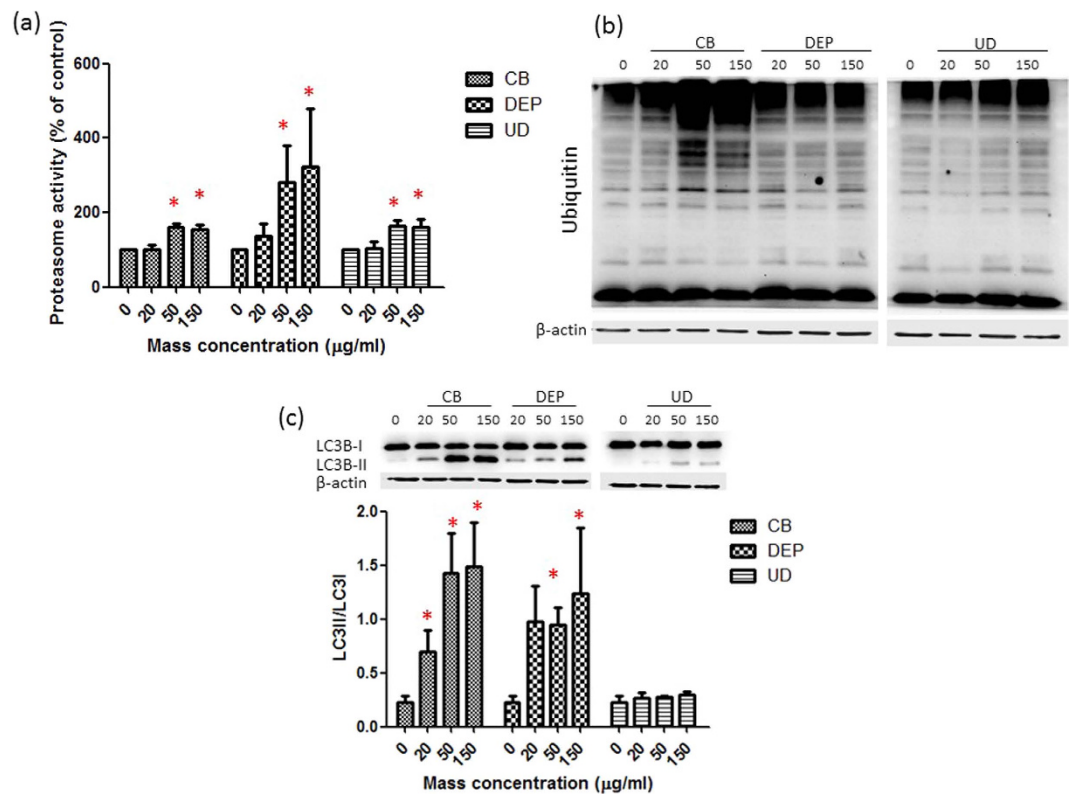 (a)
Proteasome activity (% of control)
600
400
200
0
*
*
*
*
*
*
CB
DEP
UD
0 20 50 150 0 20 50 150 0 20 50 150
Mass concentration (µg/ml)
(b)
CB DEP UD
0 20 50 150 20 50 150 0 20 50 150
Ubiquitin
β-actin
(c)
CB DEP UD
0 20 50 150 20 50 150 0 20 50 150
LC3B-I
LC3B-II
β-actin
LC3II/LC3I
2.0
1.5
1.0
0.5
0.0
*
*
*
*
*
CB
DEP
UD
0 20 50 150 0 20 50 150 0 20 50 150
Mass concentration (µg/ml)